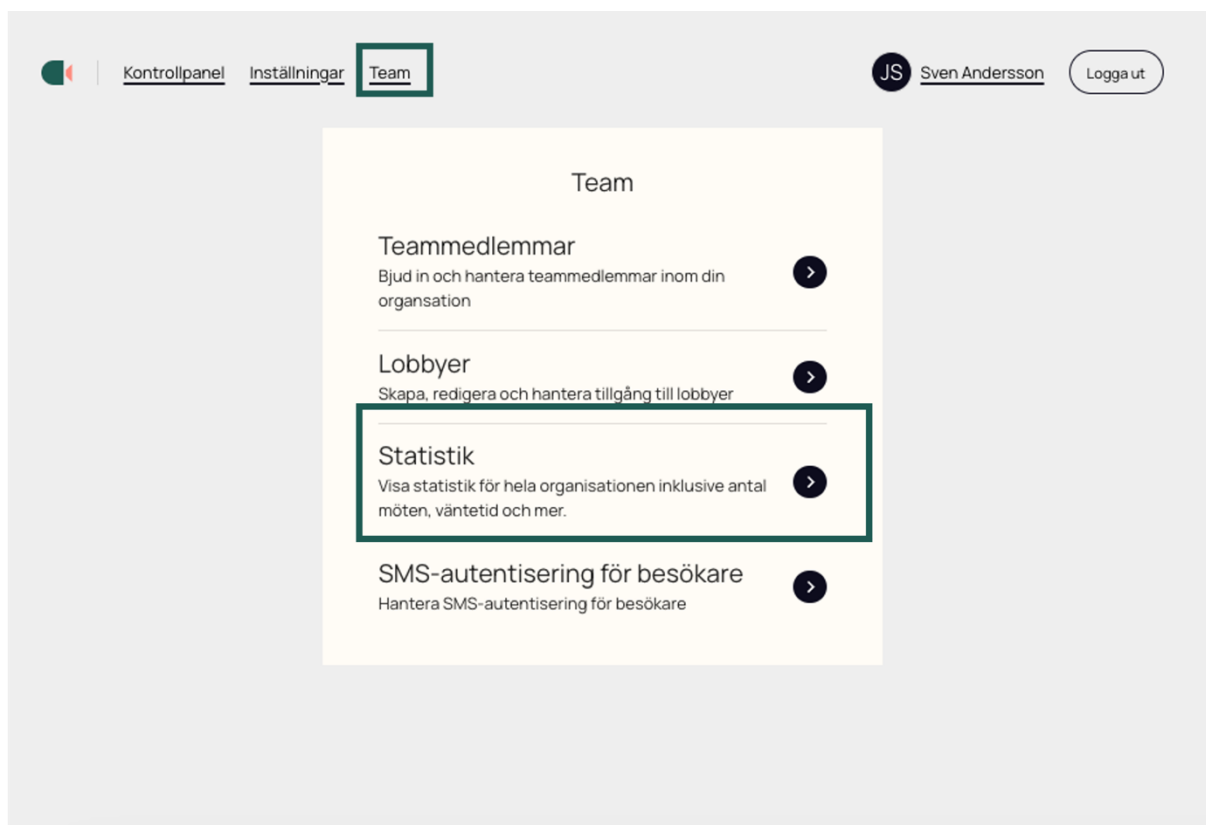 Kontrollpanel Inställningar Team JS Sven Andersson Logga ut
Team
Teammedlemmar
Bjud in och hantera teammedlemmar inom din
organsation
Lobbyer
Skapa, redigera och hantera tillgång till lobbyer
Statistik
Visa statistik för hela organisationen inklusive antal
möten, väntetid och mer.
SMS-autentisering för besökare
Hantera SMS-autentisering för besökare